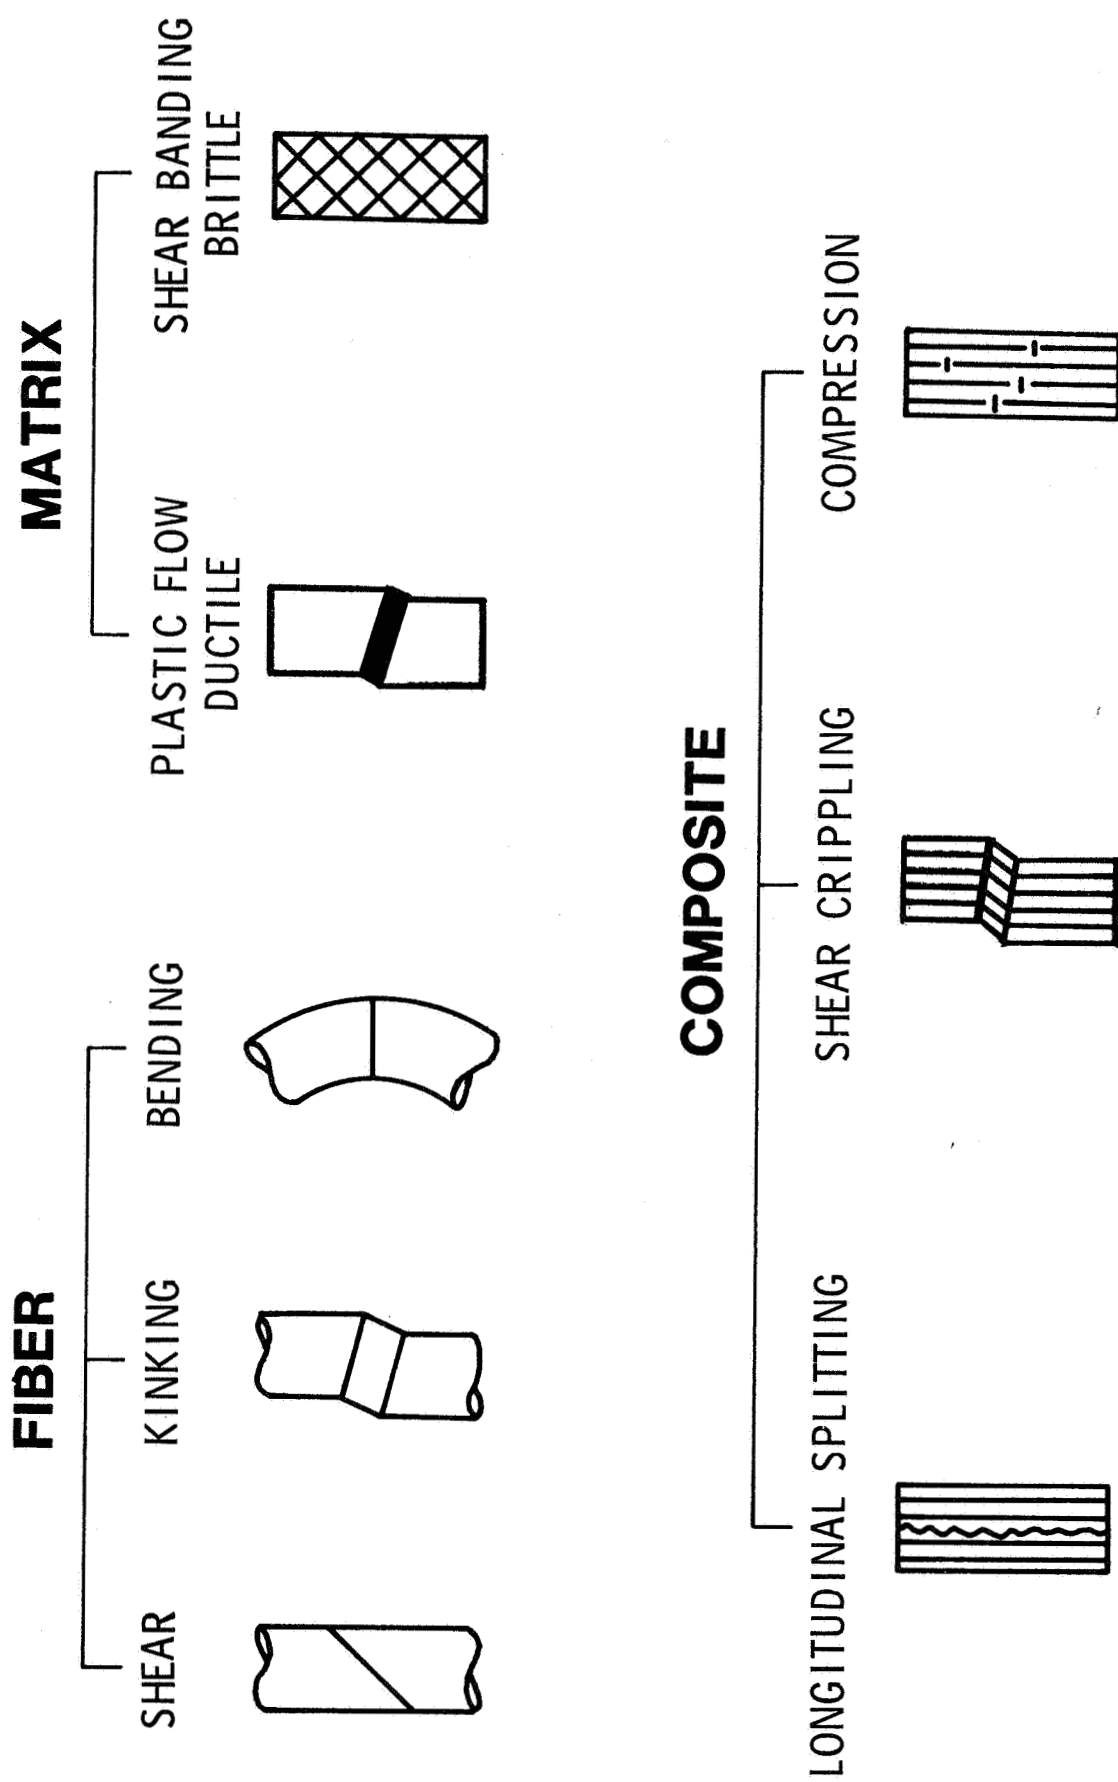 FIBER
SHEAR
KINKING
BENDING
MATRIX
PLASTIC FLOW
DUCTILE
SHEAR BANDING
BRITTLE
COMPOSITE
LONGITUDINAL SPLITTING
SHEAR CRIPPLING
COMPRESSION